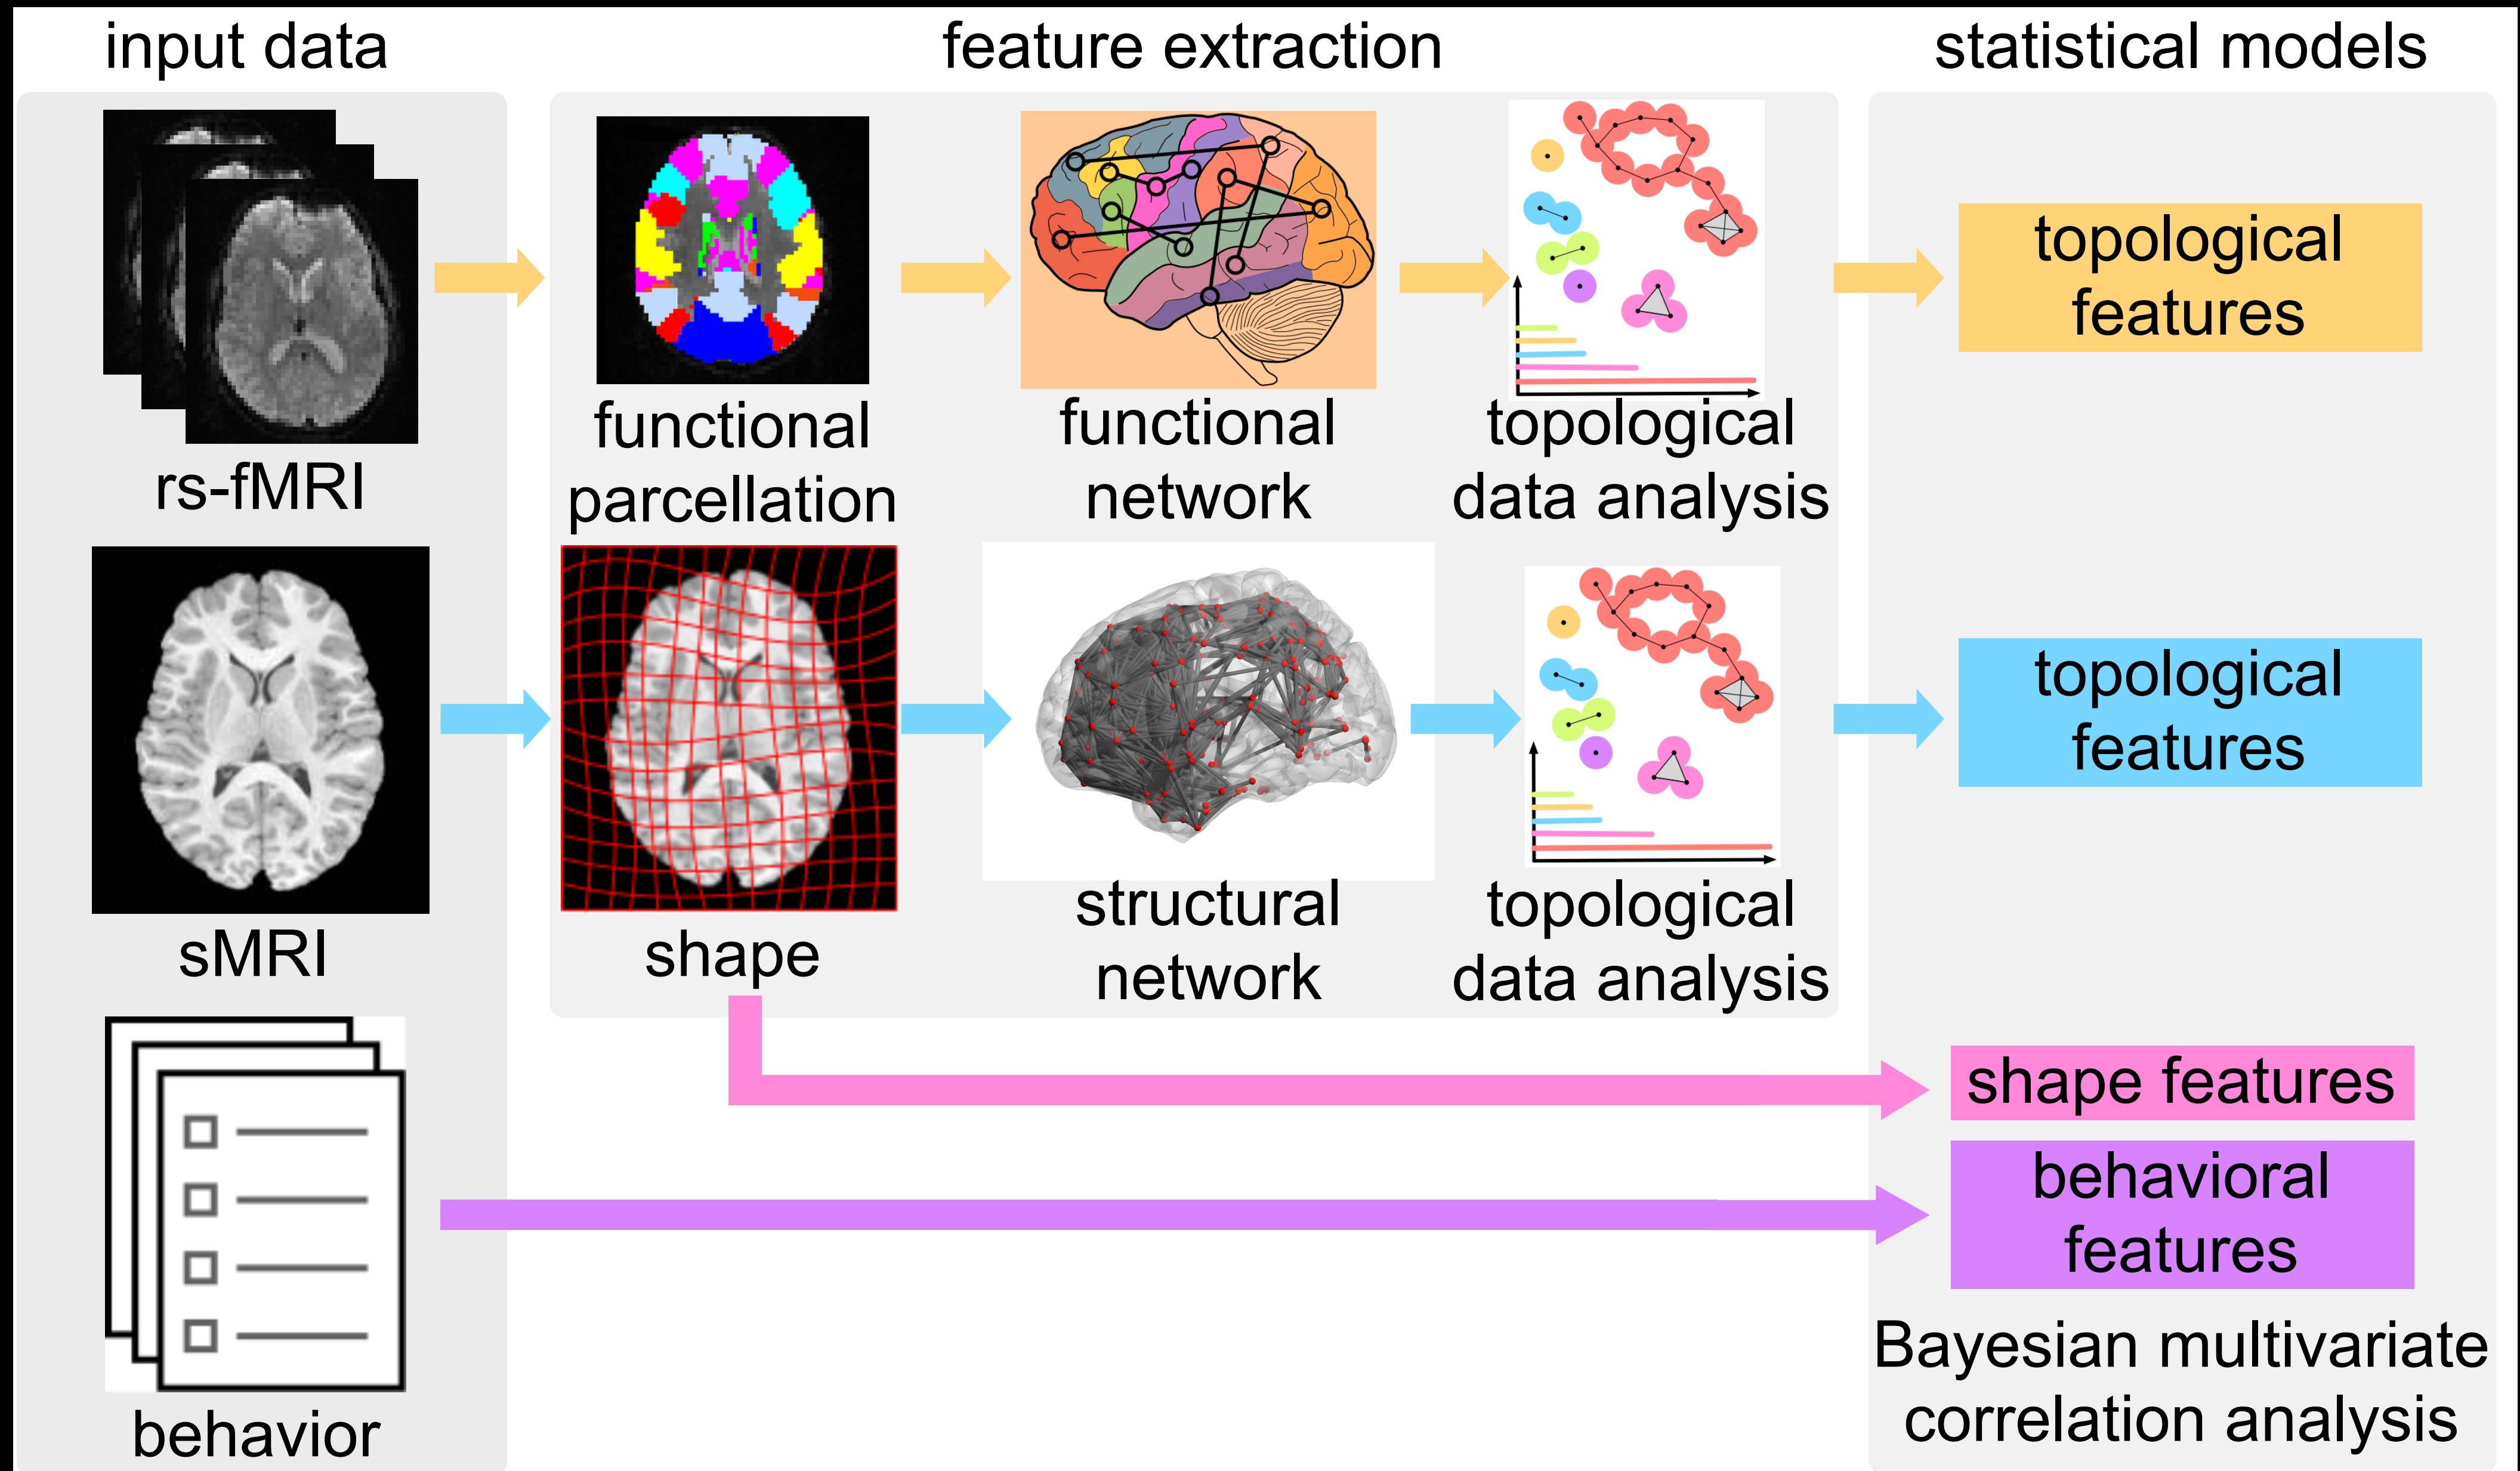 input data
feature extraction
statistical models
rs-fMRI
functional
parcellation
functional
network
topological
data analysis
topological
features
sMRI
shape
structural
network
topological
data analysis
topological
features
shape features
behavior
behavioral
features
Bayesian multivariate
correlation analysis